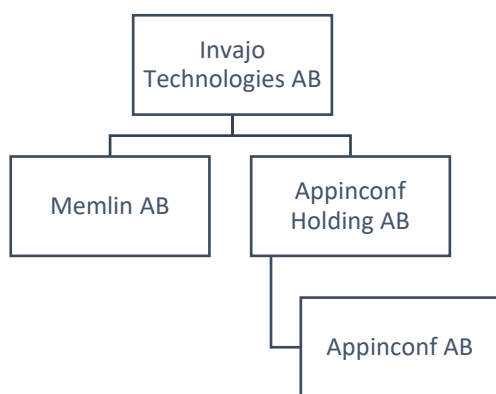 Invajo
Technologies AB
Memlin AB
Appinconf
Holding AB
Appinconf AB